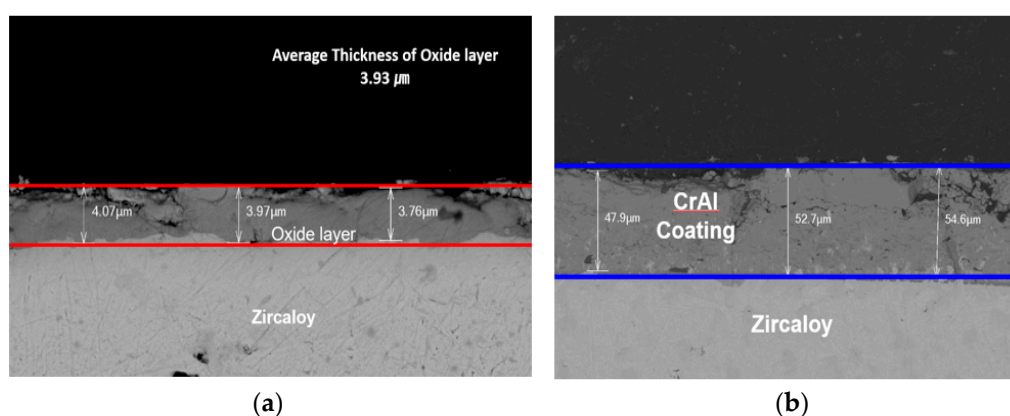 Average Thickness of Oxide layer
3.93 ㎛
4.07µm
3.97µm
3.76µm
Oxide layer
Zircaloy
(a)
CrAl
Coating
47.9µm
52.7µm
54.6µm
Zircaloy
(b)